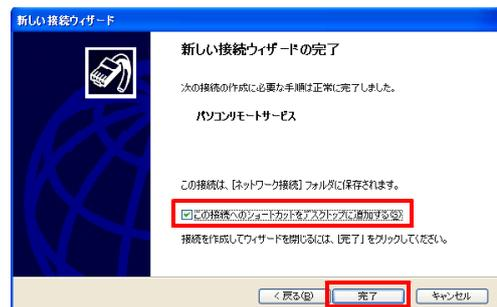 新しい接続ウィザード
新しい接続ウィザードの完了
次の接続の作成に必要な手順は正常に完了しました。
パソコンリモートサービス
この接続は、[ネットワーク接続] フォルダに保存されます。
この接続へのショートカットをデスクトップに追加する(S)
接続を作成してウィザードを閉じるには、[完了] をクリックしてください。
< 戻る(B)
完了
キャンセル